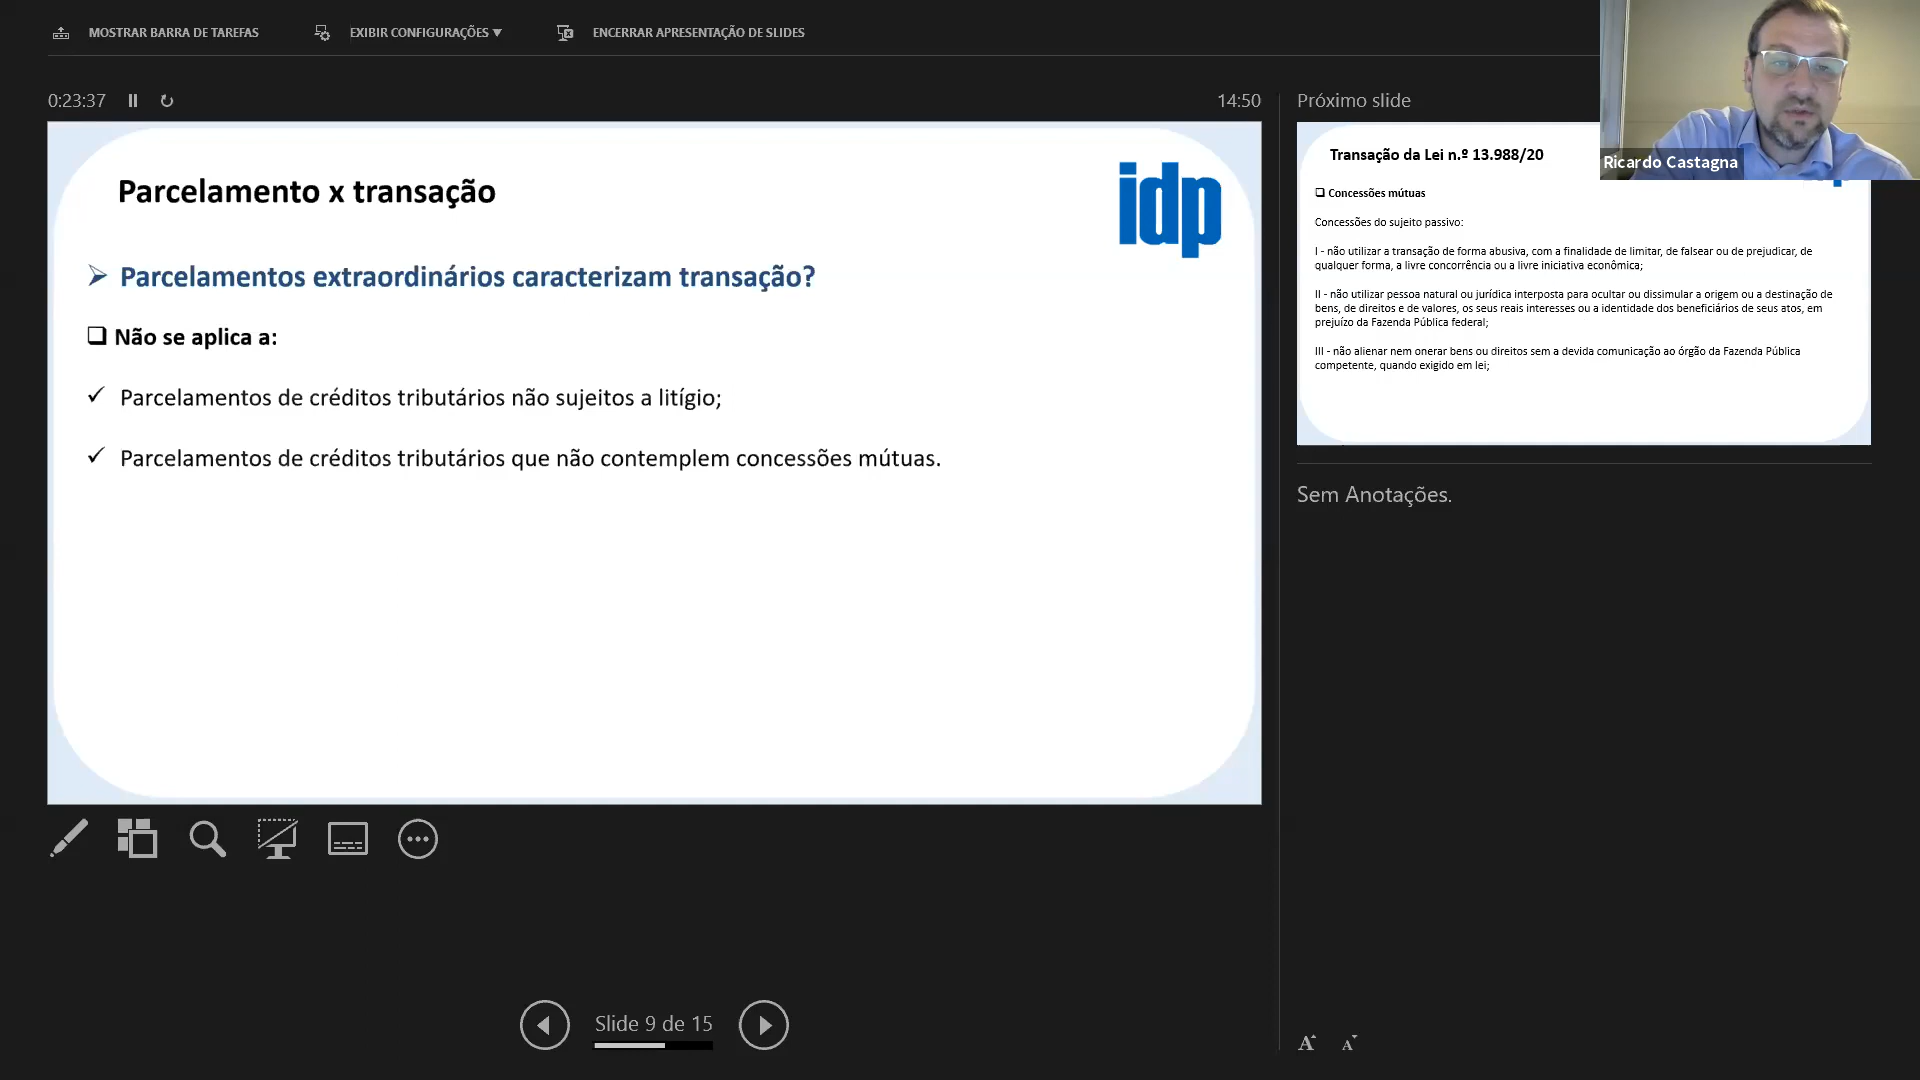 MOSTRAR BARRA DE TAREFAS
EXIBIR CONFIGURAÇÕES ▼
ENCERRAR APRESENTAÇÃO DE SLIDES
0:23:37
14:50
Parcelamento x transação
idp
➢ Parcelamentos extraordinários caracterizam transação?
❑ Não se aplica a:
✓ Parcelamentos de créditos tributários não sujeitos a litígio;
✓ Parcelamentos de créditos tributários que não contemplem concessões mútuas.
Slide 9 de 15
Próximo slide
Ricardo Castagna
Transação da Lei n.º 13.988/20
❑ Concessões mútuas
Concessões do sujeito passivo:
I - não utilizar a transação de forma abusiva, com a finalidade de limitar, de falsear ou de prejudicar, de
qualquer forma, a livre concorrência ou a livre iniciativa econômica;
II - não utilizar pessoa natural ou jurídica interposta para ocultar ou dissimular a origem ou a destinação de
bens, de direitos e de valores, os seus reais interesses ou a identidade dos beneficiários de seus atos, em
prejuízo da Fazenda Pública federal;
III - não alienar nem onerar bens ou direitos sem a devida comunicação ao órgão da Fazenda Pública
competente, quando exigido em lei;
Sem Anotações.
A A